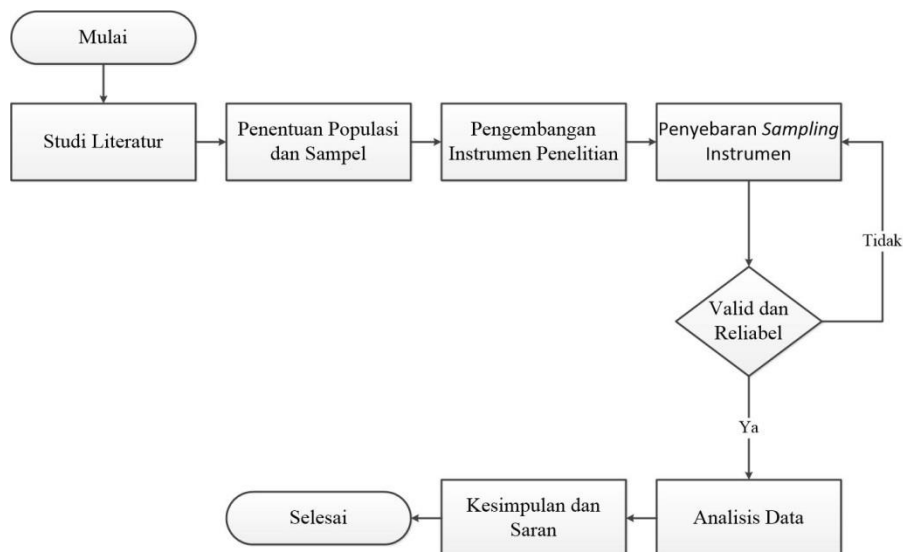 Mulai
Studi Literatur
Penentuan Populasi
dan Sampel
Pengembangan
Instrumen Penelitian
Penyebaran Sampling
Instrumen
Tidak
Valid dan
Reliabel
Ya
Analisis Data
Kesimpulan dan
Saran
Selesai